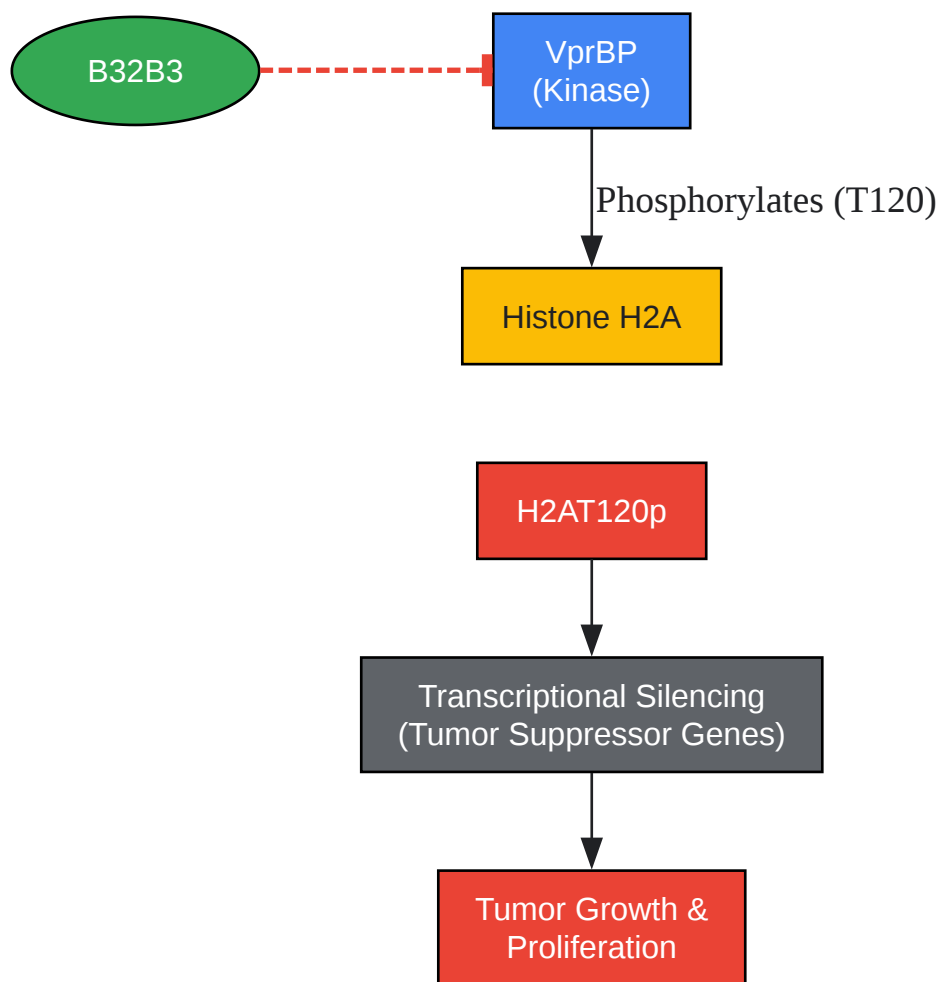 B32B3
VprBP
(Kinase)
Phosphorylates (T120)
Histone H2A
H2AT120p
Transcriptional Silencing
(Tumor Suppressor Genes)
Tumor Growth &
Proliferation